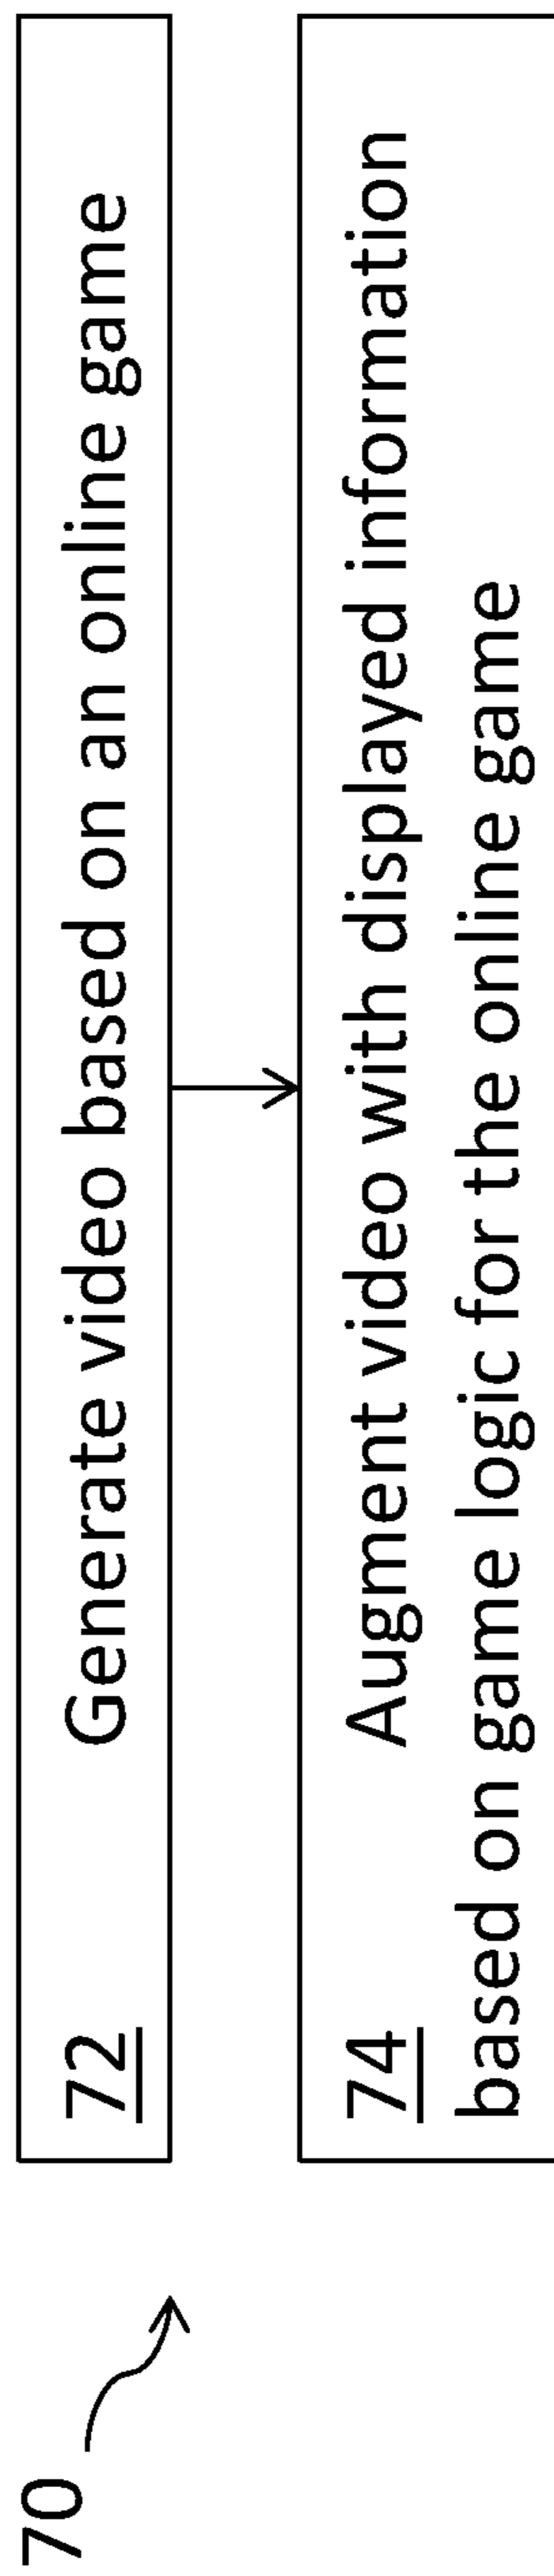 70
72 Generate video based on an online game
74 Augment video with displayed information
based on game logic for the online game